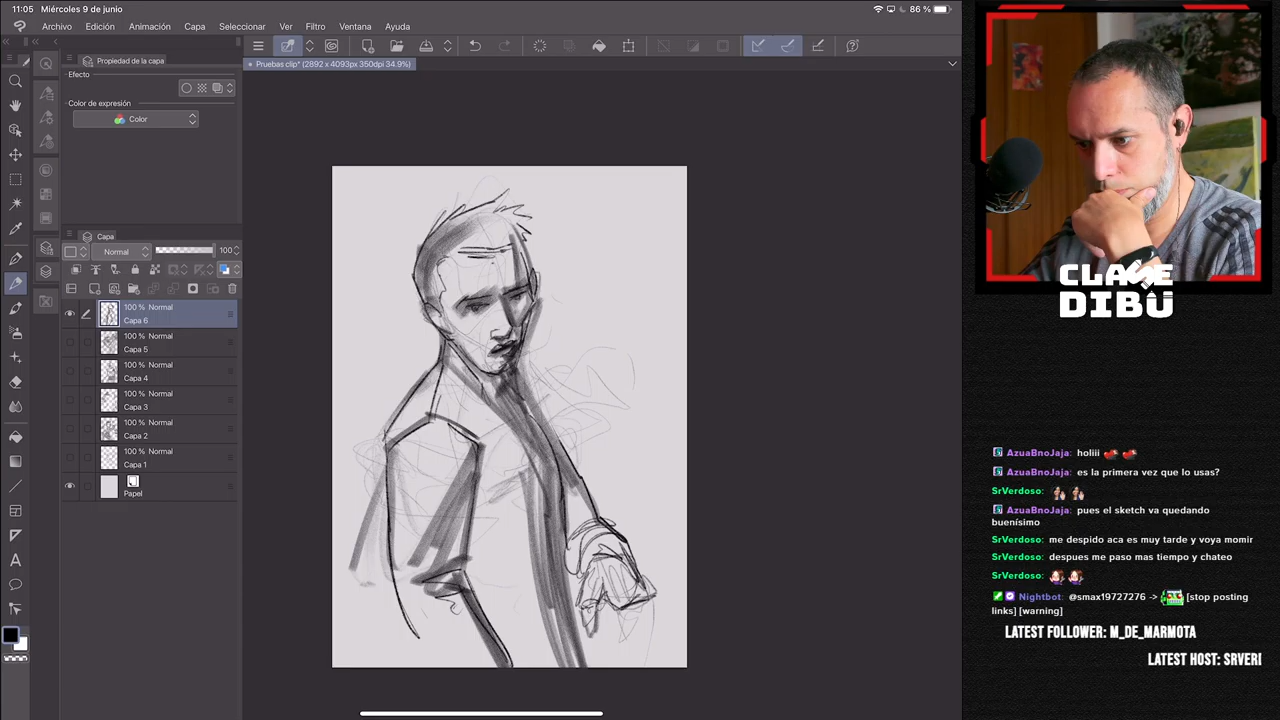 11:05 Miércoles 9 de junio
86 %
Archivo Edición Animación Capa Seleccionar Ver Filtro Ventana Ayuda
Pruebas clip* (2892 x 4093px 350dpi 34.9%)
Propiedad de la capa
Efecto
Color de expresión
Color
Capa
Normal
100
100 % Normal
Capa 6
100 % Normal
Capa 5
100 % Normal
Capa 4
100 % Normal
Capa 3
100 % Normal
Capa 2
100 % Normal
Capa 1
Papel
A
CLASE
DIBU
AzuaBnoJaja: holiii
AzuaBnoJaja: es la primera vez que lo usas?
SrVerdoso:
AzuaBnoJaja: pues el sketch va quedando
buenísimo
SrVerdoso: me despido aca es muy tarde y voya momir
SrVerdoso: despues me paso mas tiempo y chateo
SrVerdoso:
Nightbot: @smax19727276 -> [stop posting
links] [warning]
LATEST FOLLOWER: M_DE_MARMOTA
LATEST HOST: SRVERI